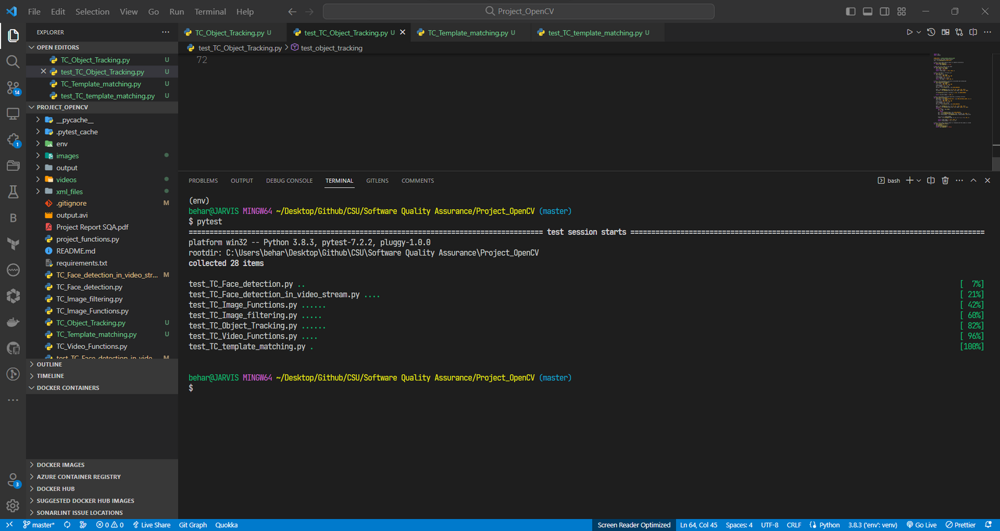 File Edit Selection View Go Run Terminal Help
Project_OpenCV
EXPLORER
OPEN EDITORS
TC_Object_Tracking.py U
test_TC_Object_Tracking.py U
TC_Template_matching.py U
test_TC_template_matching.py U
PROJECT_OPENCV
__pycache__
.pytest_cache
env
images
output
videos
xml_files
.gitignore M
output.avi
Project Report SQA.pdf
project_functions.py
README.md
requirements.txt
TC_Face_detection_in_video_str... M
TC_Face_detection.py
TC_Image_filtering.py
TC_Image_Functions.py
TC_Object_Tracking.py U
TC_Template_matching.py U
TC_Video_Functions.py
test_TC_Face_detection_in_vide... M
OUTLINE
TIMELINE
DOCKER CONTAINERS
DOCKER IMAGES
AZURE CONTAINER REGISTRY
DOCKER HUB
SUGGESTED DOCKER HUB IMAGES
SONARLINT ISSUE LOCATIONS
14
1
B
3
TC_Object_Tracking.py U test_TC_Object_Tracking.py U TC_Template_matching.py U test_TC_template_matching.py U
test_TC_Object_Tracking.py > test_object_tracking
72
PROBLEMS OUTPUT DEBUG CONSOLE TERMINAL GITLENS COMMENTS
bash
(env)
behar@JARVIS MINGW64 ~/Desktop/Github/CSU/Software Quality Assurance/Project_OpenCV (master)
$ pytest
===================================================================================== test session starts =====================================================================================
platform win32 -- Python 3.8.3, pytest-7.2.2, pluggy-1.0.0
rootdir: C:\Users\behar\Desktop\Github\CSU\Software Quality Assurance\Project_OpenCV
collected 28 items
test_TC_Face_detection.py .. [  7%]
test_TC_Face_detection_in_video_stream.py .... [ 21%]
test_TC_Image_Functions.py ...... [ 42%]
test_TC_Image_filtering.py ..... [ 60%]
test_TC_Object_Tracking.py ...... [ 82%]
test_TC_Video_Functions.py .... [ 96%]
test_TC_template_matching.py . [100%]
behar@JARVIS MINGW64 ~/Desktop/Github/CSU/Software Quality Assurance/Project_OpenCV (master)
$
master* 0 0 Live Share Git Graph Quokka Screen Reader Optimized Ln 64, Col 45 Spaces: 4 UTF-8 CRLF Python 3.8.3 ('env': venv) Go Live Prettier